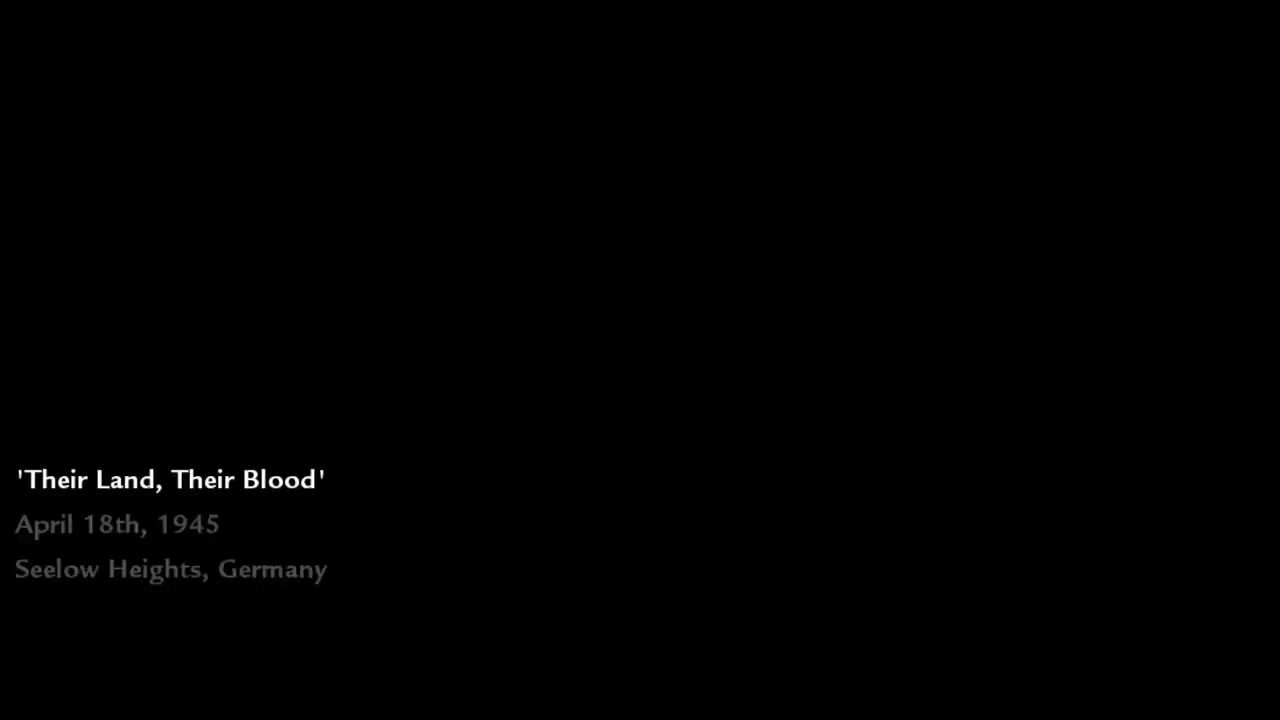 'Their Land, Their Blood'
April 18th, 1945
Seelow Heights, Germany